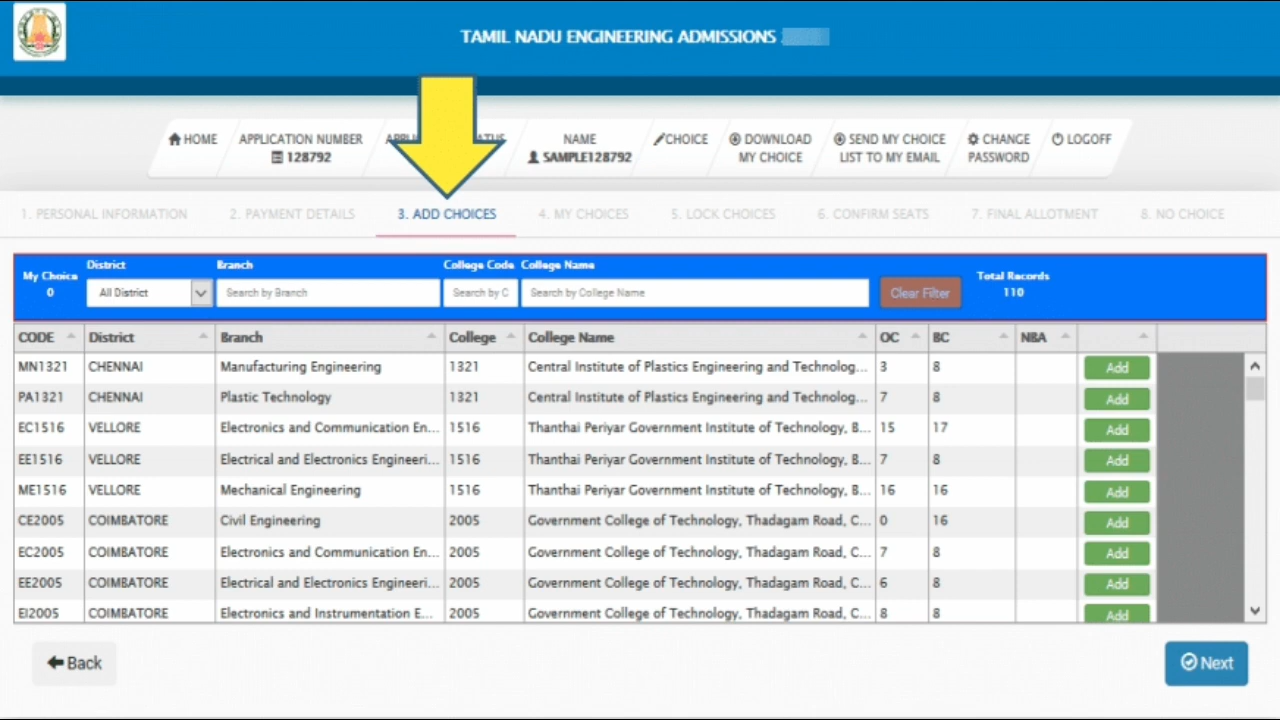 TAMIL NADU ENGINEERING ADMISSIONS
HOME
APPLICATION NUMBER
128792
NAME
SAMPLE128792
CHOICE
DOWNLOAD
MY CHOICE
SEND MY CHOICE
LIST TO MY EMAIL
CHANGE
PASSWORD
LOGOFF
1. PERSONAL INFORMATION 2. PAYMENT DETAILS 3. ADD CHOICES 4. MY CHOICES 5. LOCK CHOICES 6. CONFIRM SEATS 7. FINAL ALLOTMENT 8. NO CHOICE
My Choice
0
District
All District
Branch
Search by Branch
College Code
Search by C
College Name
Search by College Name
Clear Filter
Total Records
110
CODE District Branch College College Name OC BC NBA
MN1321 CHENNAI Manufacturing Engineering 1321 Central Institute of Plastics Engineering and Technolog... 3 8 Add
PA1321 CHENNAI Plastic Technology 1321 Central Institute of Plastics Engineering and Technolog... 7 8 Add
EC1516 VELLORE Electronics and Communication En... 1516 Thanthai Periyar Government Institute of Technology, B... 15 17 Add
EE1516 VELLORE Electrical and Electronics Engineeri... 1516 Thanthai Periyar Government Institute of Technology, B... 7 8 Add
ME1516 VELLORE Mechanical Engineering 1516 Thanthai Periyar Government Institute of Technology, B... 16 16 Add
CE2005 COIMBATORE Civil Engineering 2005 Government College of Technology, Thadagam Road, C... 0 16 Add
EC2005 COIMBATORE Electronics and Communication En... 2005 Government College of Technology, Thadagam Road, C... 7 8 Add
EE2005 COIMBATORE Electrical and Electronics Engineeri... 2005 Government College of Technology, Thadagam Road, C... 6 8 Add
EI2005 COIMBATORE Electronics and Instrumentation E... 2005 Government College of Technology, Thadagam Road, C... 8 8 Add
Back
Next